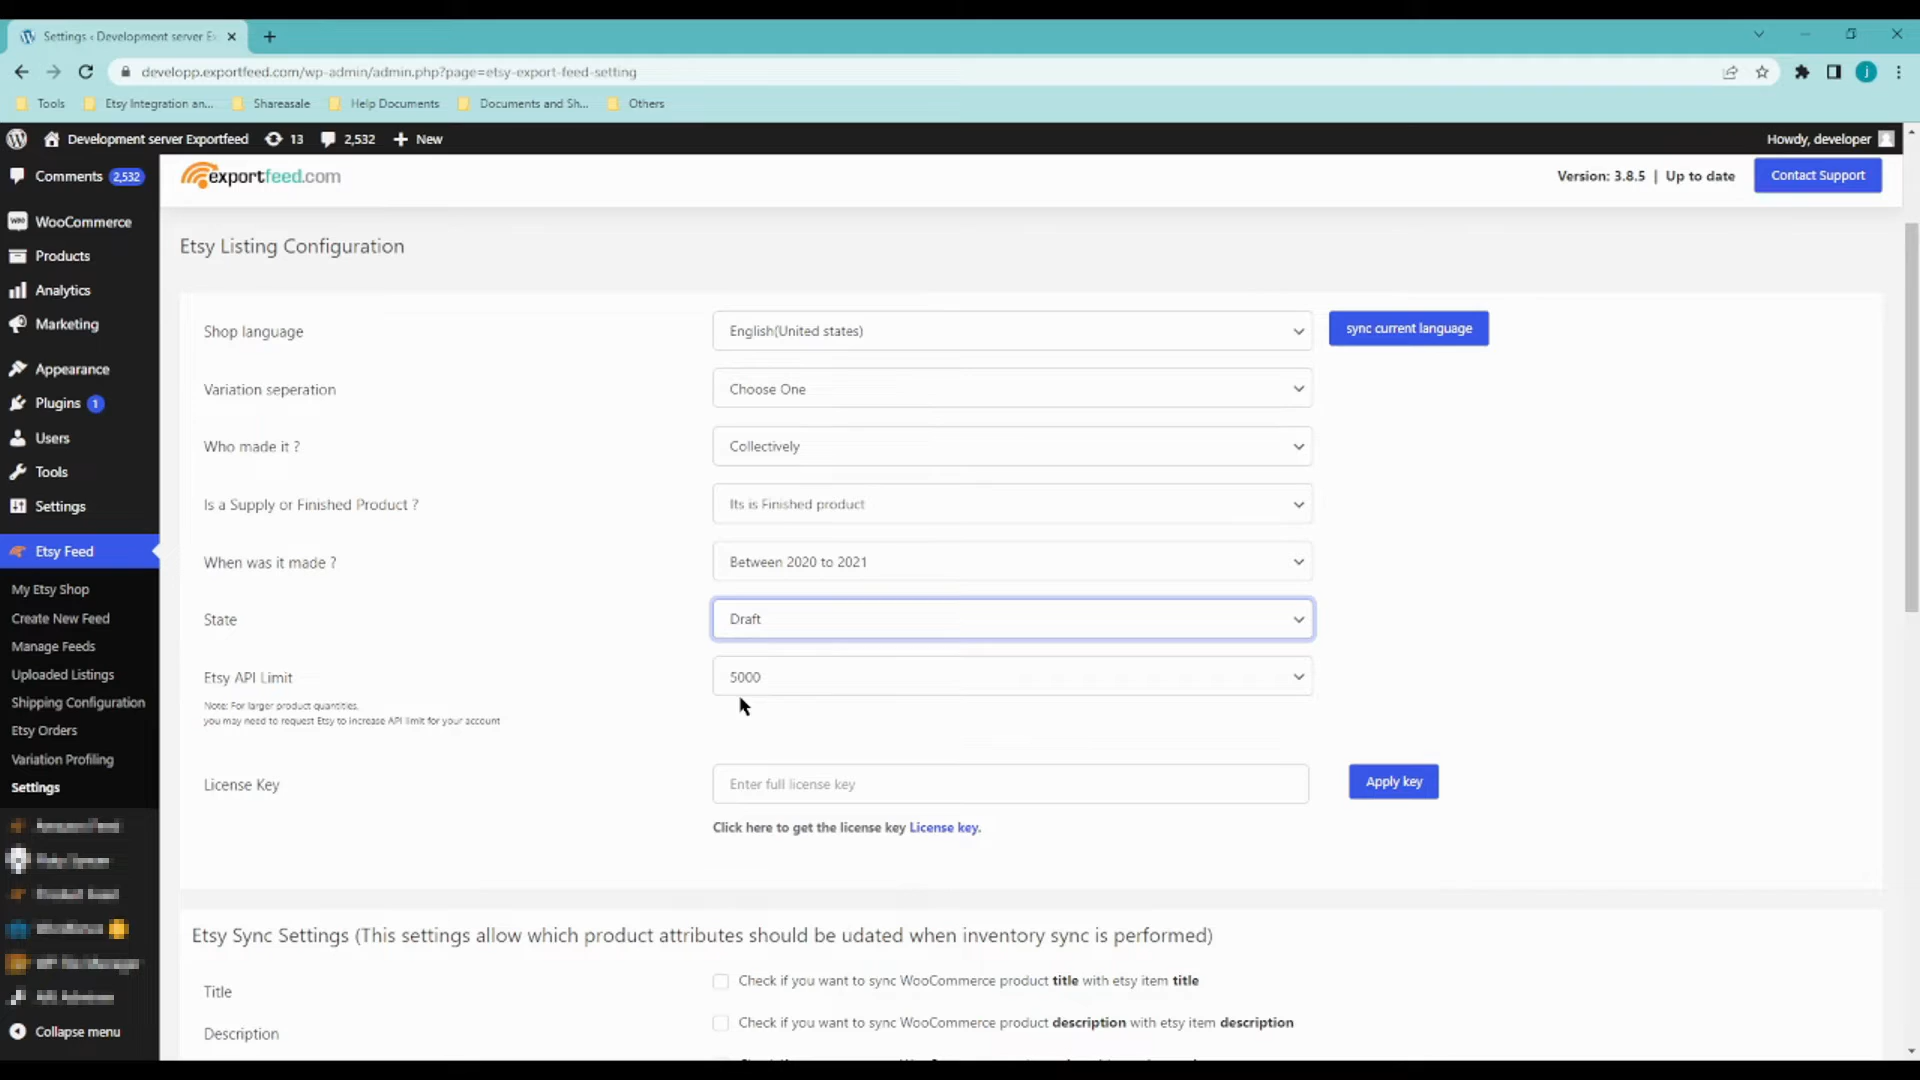 Settings ‹ Development server E
developp.exportfeed.com/wp-admin/admin.php?page=etsy-export-feed-setting
j
Tools
Etsy Integration an...
Shareasale
Help Documents
Documents and Sh...
Others
Development server Exportfeed
13
2,532
New
Howdy, developer
Comments 2,532
WooCommerce
Products
Analytics
Marketing
Appearance
Plugins 1
Users
Tools
Settings
Etsy Feed
My Etsy Shop
Create New Feed
Manage Feeds
Uploaded Listings
Shipping Configuration
Etsy Orders
Variation Profiling
Settings
Collapse menu
exportfeed.com
Version: 3.8.5 | Up to date
Contact Support
Etsy Listing Configuration
Shop language
English(United states)
sync current language
Variation seperation
Choose One
Who made it ?
Collectively
Is a Supply or Finished Product ?
Its is Finished product
When was it made ?
Between 2020 to 2021
State
Draft
Etsy API Limit
5000
Note: For larger product quantities,
you may need to request Etsy to increase API limit for your account
License Key
Enter full license key
Apply key
Click here to get the license key License key.
Etsy Sync Settings (This settings allow which product attributes should be udated when inventory sync is performed)
Title
Check if you want to sync WooCommerce product title with etsy item title
Description
Check if you want to sync WooCommerce product description with etsy item description